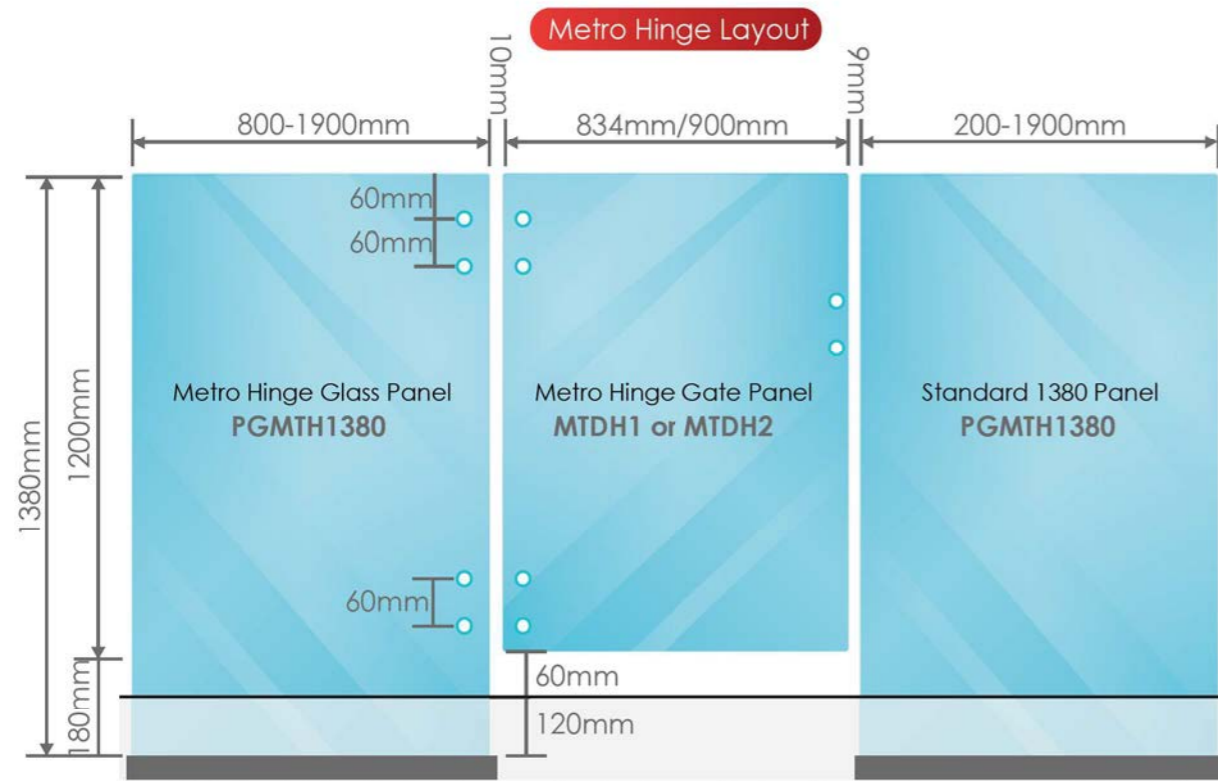 Metro Hinge Layout
10mm
9mm
800-1900mm
834mm/900mm
200-1900mm
60mm
60mm
Metro Hinge Glass Panel
PGMTH1380
Metro Hinge Gate Panel
MTDH1 or MTDH2
Standard 1380 Panel
PGMTH1380
1380mm
1200mm
60mm
180mm
60mm
120mm